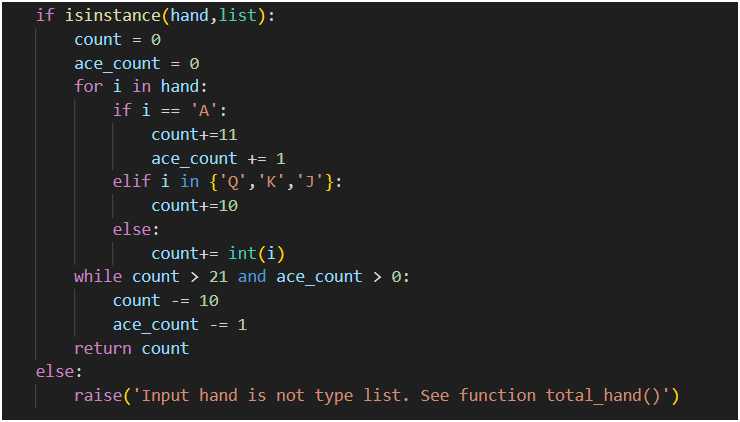 if isinstance(hand,list):
count = 0
ace_count = 0
for i in hand:
if i == 'A':
count+=11
ace_count += 1
elif i in {'Q','K','J'}:
count+=10
else:
count+= int(i)
while count > 21 and ace_count > 0:
count -= 10
ace_count -= 1
return count
else:
raise('Input hand is not type list. See function total_hand()')